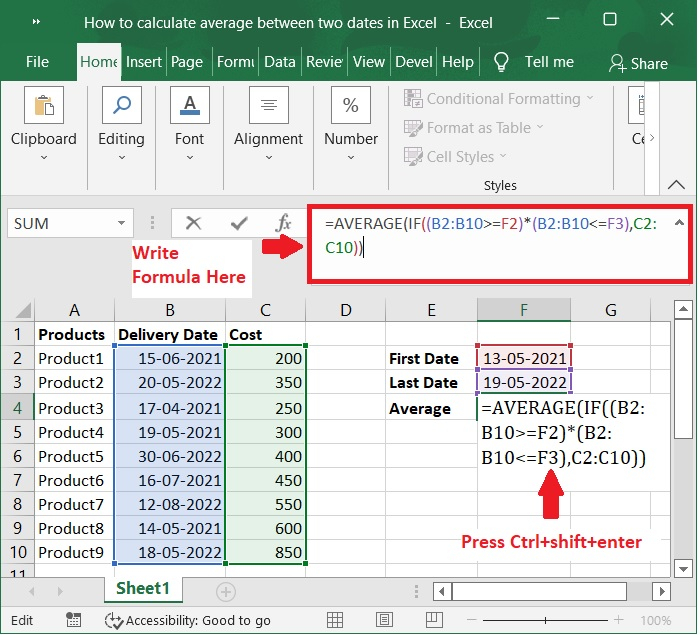 How to calculate average between two dates in Excel - Excel
File Home Insert Page Formu Data Revie View Devel Help Tell me Share
Clipboard Editing Font Alignment Number
Conditional Formatting
Format as Table
Cell Styles
Styles
Ce
SUM fx =AVERAGE(IF((B2:B10>=F2)*(B2:B10<=F3),C2:
C10))
Write
Formula Here
A B C D E F G
1 Products Delivery Date Cost
2 Product1 15-06-2021 200 First Date 13-05-2021
3 Product2 20-05-2022 350 Last Date 19-05-2022
4 Product3 17-04-2021 250 Average =AVERAGE(IF((B2:
5 Product4 19-05-2021 300 B10>=F2)*(B2:
6 Product5 30-06-2022 400 B10<=F3),C2:C10))
7 Product6 16-07-2021 450
8 Product7 12-08-2022 550
9 Product8 14-05-2021 600
Press Ctrl+shift+enter
10 Product9 18-05-2022 850
11
Sheet1
Edit Accessibility: Good to go 100%